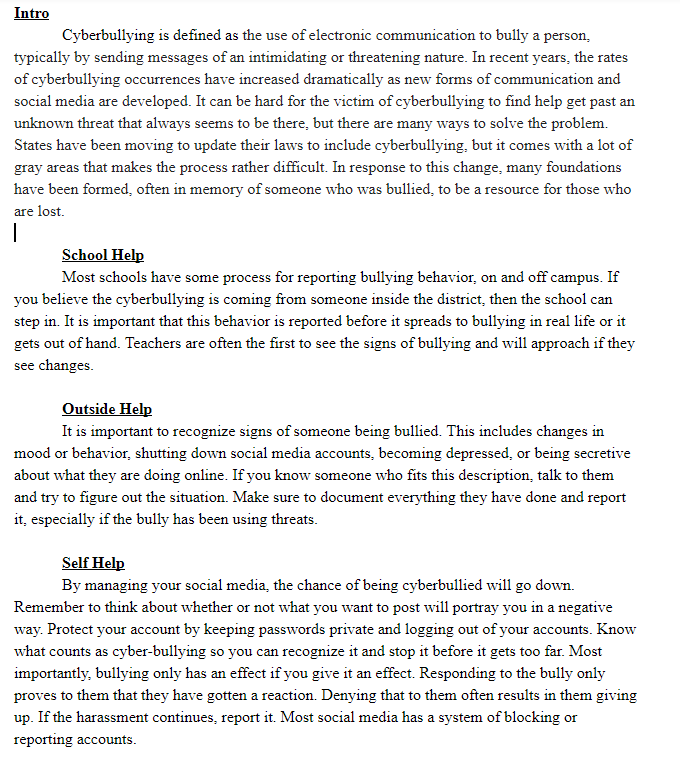 Intro
Cyberbullying is defined as the use of electronic communication to bully a person,
typically by sending messages of an intimidating or threatening nature. In recent years, the rates
of cyberbullying occurrences have increased dramatically as new forms of communication and
social media are developed. It can be hard for the victim of cyberbullying to find help get past an
unknown threat that always seems to be there, but there are many ways to solve the problem.
States have been moving to update their laws to include cyberbullying, but it comes with a lot of
gray areas that makes the process rather difficult. In response to this change, many foundations
have been formed, often in memory of someone who was bullied, to be a resource for those who
are lost.
School Help
Most schools have some process for reporting bullying behavior, on and off campus. If
you believe the cyberbullying is coming from someone inside the district, then the school can
step in. It is important that this behavior is reported before it spreads to bullying in real life or it
gets out of hand. Teachers are often the first to see the signs of bullying and will approach if they
see changes.
Outside Help
It is important to recognize signs of someone being bullied. This includes changes in
mood or behavior, shutting down social media accounts, becoming depressed, or being secretive
about what they are doing online. If you know someone who fits this description, talk to them
and try to figure out the situation. Make sure to document everything they have done and report
it, especially if the bully has been using threats.
Self Help
By managing your social media, the chance of being cyberbullied will go down.
Remember to think about whether or not what you want to post will portray you in a negative
way. Protect your account by keeping passwords private and logging out of your accounts. Know
what counts as cyber-bullying so you can recognize it and stop it before it gets too far. Most
importantly, bullying only has an effect if you give it an effect. Responding to the bully only
proves to them that they have gotten a reaction. Denying that to them often results in them giving
up. If the harassment continues, report it. Most social media has a system of blocking or
reporting accounts.